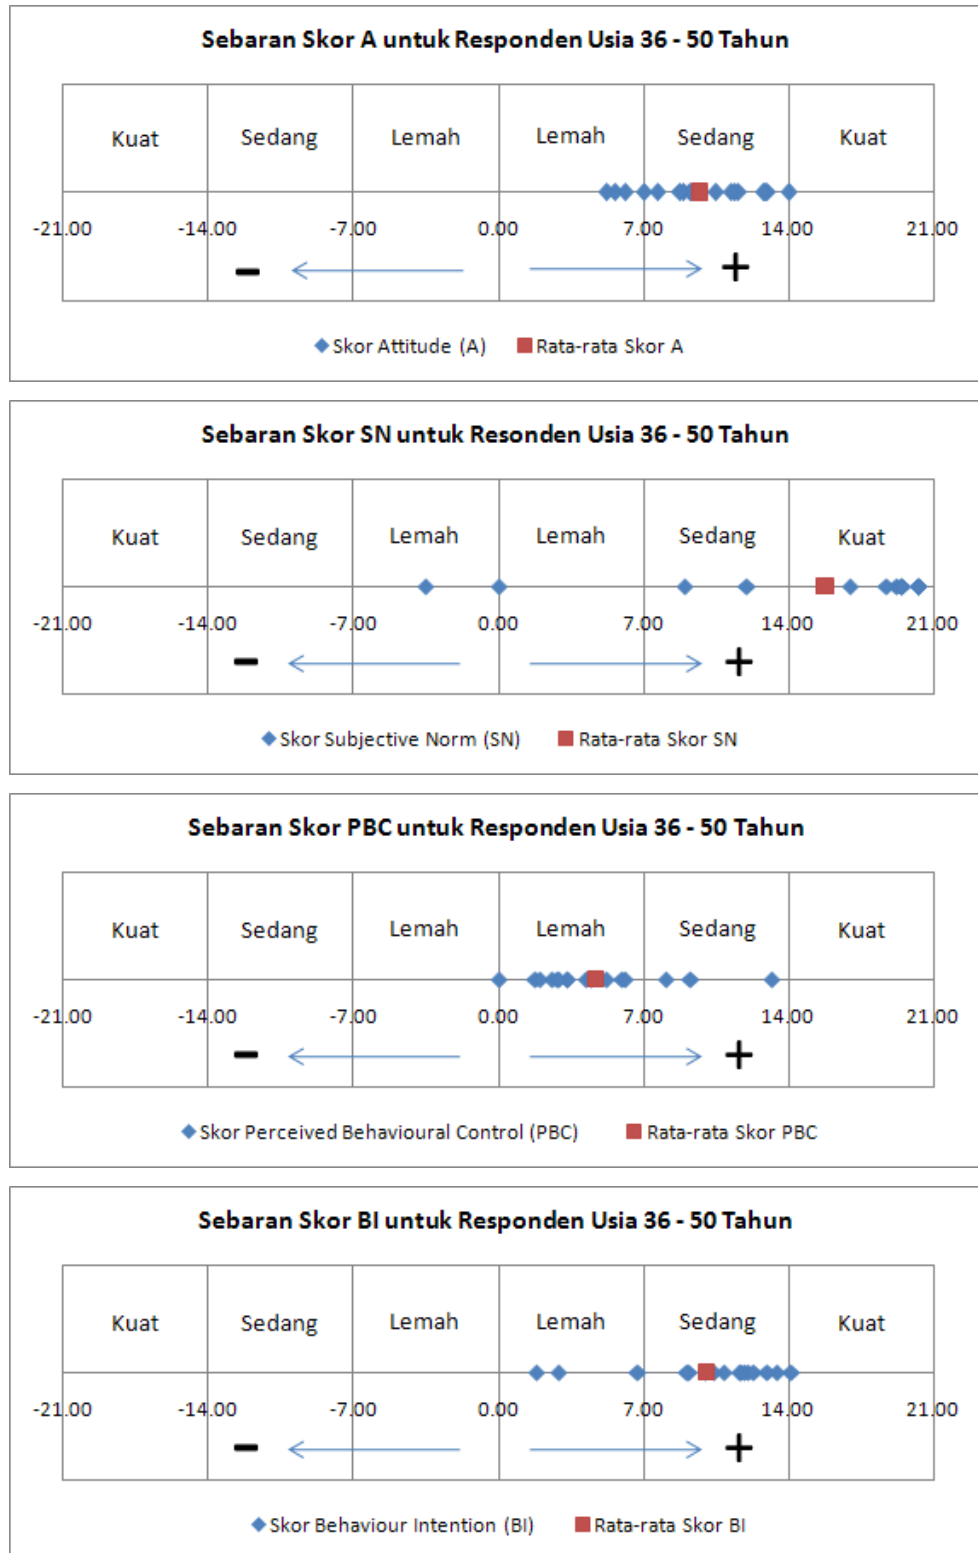 Sebaran Skor A untuk Responden Usia 36 - 50 Tahun
Kuat Sedang Lemah Lemah Sedang Kuat
-21.00 -14.00 -7.00 0.00 7.00 14.00 21.00
− +
Skor Attitude (A) Rata-rata Skor A
Sebaran Skor SN untuk Resonden Usia 36 - 50 Tahun
Kuat Sedang Lemah Lemah Sedang Kuat
-21.00 -14.00 -7.00 0.00 7.00 14.00 21.00
− +
Skor Subjective Norm (SN) Rata-rata Skor SN
Sebaran Skor PBC untuk Responden Usia 36 - 50 Tahun
Kuat Sedang Lemah Lemah Sedang Kuat
-21.00 -14.00 -7.00 0.00 7.00 14.00 21.00
− +
Skor Perceived Behavioural Control (PBC) Rata-rata Skor PBC
Sebaran Skor BI untuk Responden Usia 36 - 50 Tahun
Kuat Sedang Lemah Lemah Sedang Kuat
-21.00 -14.00 -7.00 0.00 7.00 14.00 21.00
− +
Skor Behaviour Intention (BI) Rata-rata Skor BI